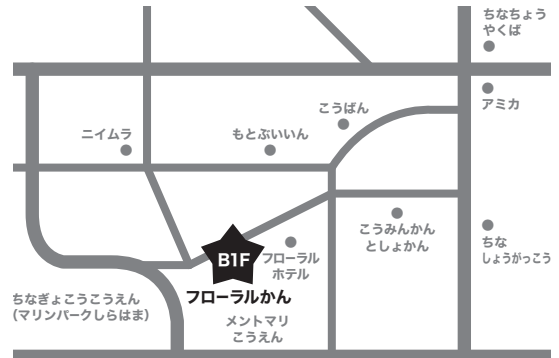 ちなちょう
やくば
アミカ
こうばん
ニイムラ
もとぶいいん
こうみんかん
としょかん
ちな
しょうがっこう
B1F
フローラル
ホテル
フローラルかん
ちなぎょこうこうえん
(マリンパークしらはま)
メントマリ
こうえん